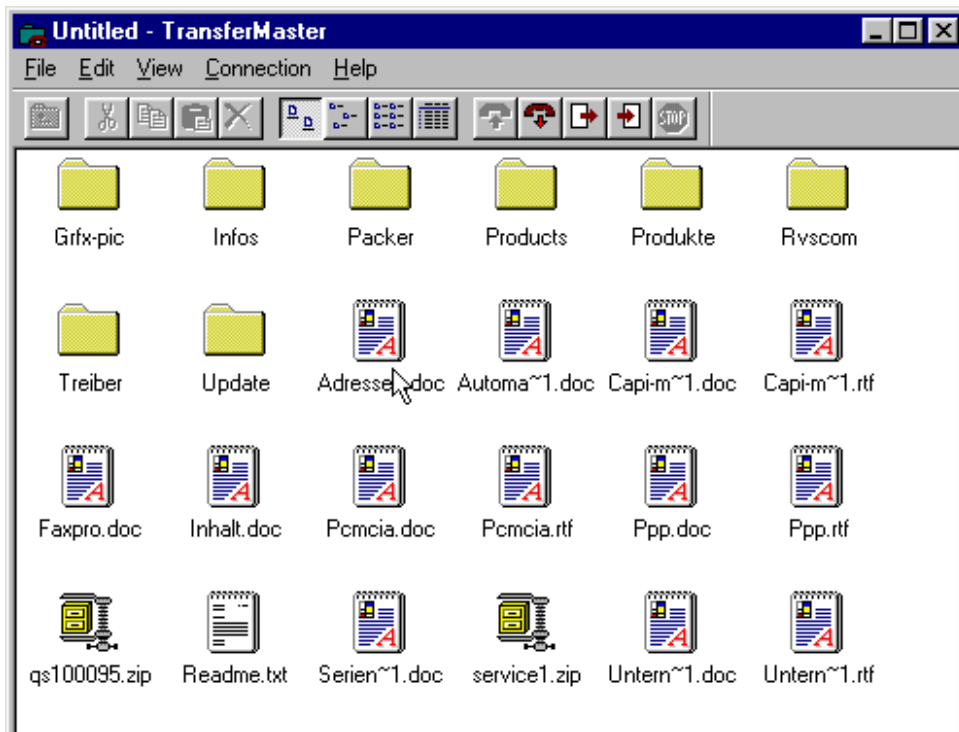 Untitled - TransferMaster
File Edit View Connection Help
STOP
Grfx-pic Infos Packer Products Produkte Rvscom
Treiber Update Automa~1.doc Capi-m~1.doc Capi-m~1.rtf
Faxpro.doc Inhalt.doc Pcmcia.doc Pcmcia.rtf Ppp.doc Ppp.rtf
qs100095.zip Readme.txt Serien~1.doc service1.zip Untern~1.doc Untern~1.rtf